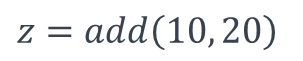 z = add(10, 20)